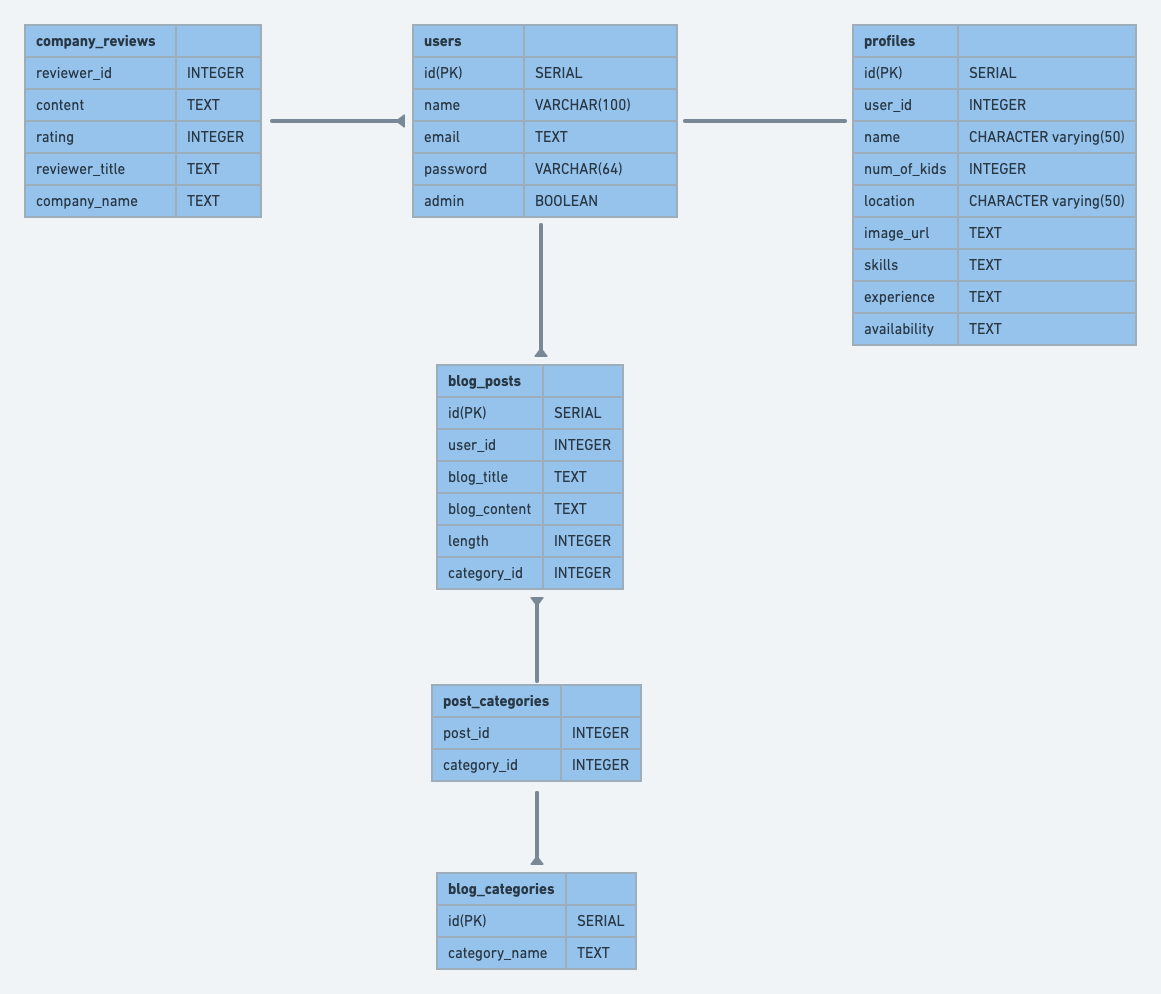 company_reviews
reviewer_id INTEGER
content TEXT
rating INTEGER
reviewer_title TEXT
company_name TEXT
users
id(PK) SERIAL
name VARCHAR(100)
email TEXT
password VARCHAR(64)
admin BOOLEAN
profiles
id(PK) SERIAL
user_id INTEGER
name CHARACTER varying(50)
num_of_kids INTEGER
location CHARACTER varying(50)
image_url TEXT
skills TEXT
experience TEXT
availability TEXT
blog_posts
id(PK) SERIAL
user_id INTEGER
blog_title TEXT
blog_content TEXT
length INTEGER
category_id INTEGER
post_categories
post_id INTEGER
category_id INTEGER
blog_categories
id(PK) SERIAL
category_name TEXT